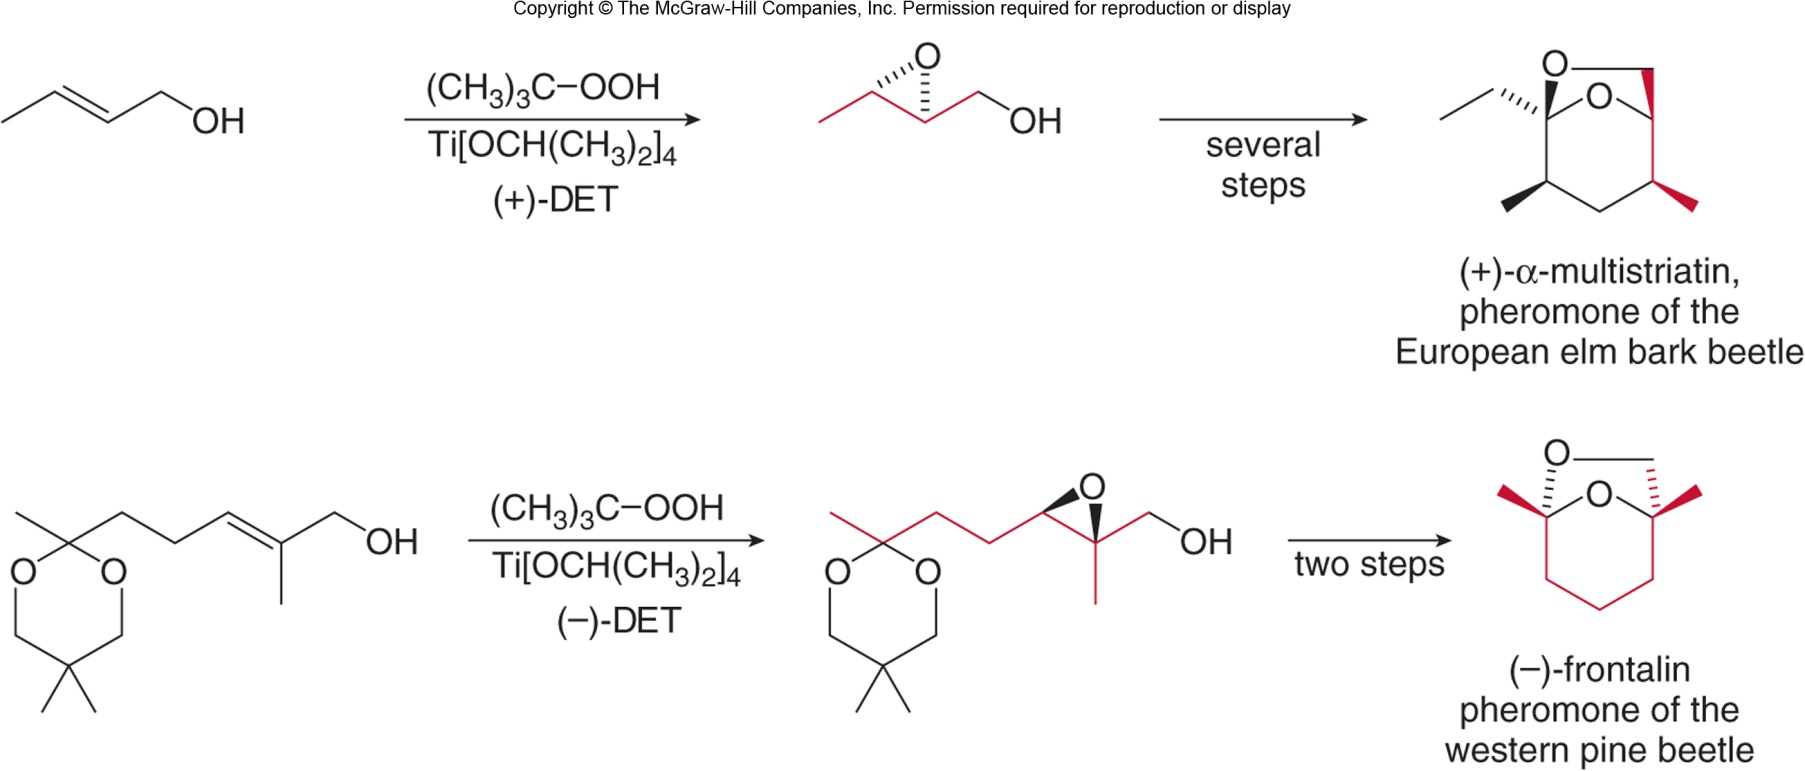 Copyright © The McGraw-Hill Companies, Inc. Permission required for reproduction or display
OH
(CH₃)₃C–OOH
Ti[OCH(CH₃)₂]₄
(+)-DET
O
OH
several
steps
O
O
(+)-α-multistriatin,
pheromone of the
European elm bark beetle
OH
O
O
(CH₃)₃C–OOH
Ti[OCH(CH₃)₂]₄
(–)-DET
O
OH
O
O
two steps
O
O
(–)-frontalin
pheromone of the
western pine beetle